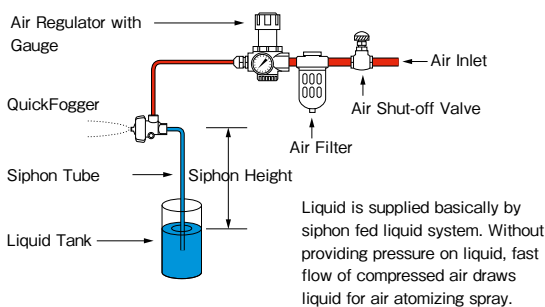 Air Regulator with
Gauge
Air Inlet
QuickFogger
Air Shut-off Valve
Air Filter
Siphon Tube
Siphon Height
Liquid Tank
Liquid is supplied basically by
siphon fed liquid system. Without
providing pressure on liquid, fast
flow of compressed air draws
liquid for air atomizing spray.